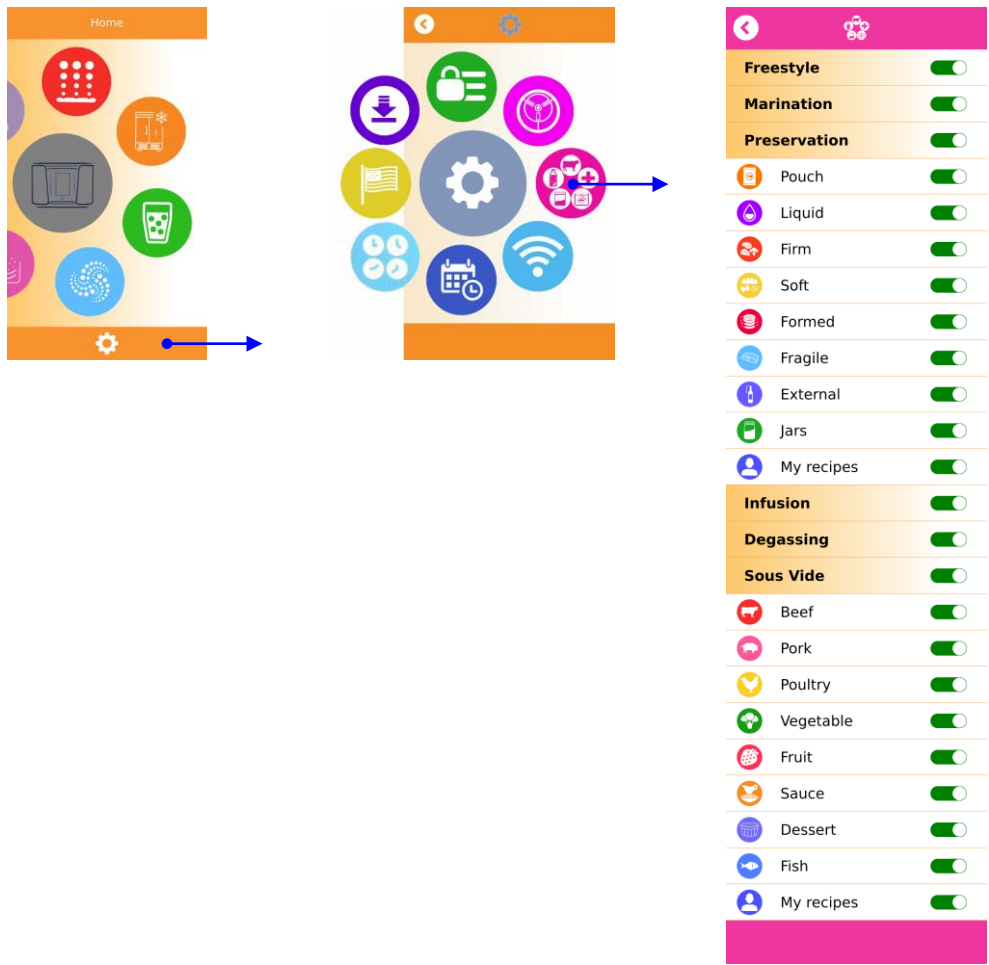 Home
Freestyle
Marination
Preservation
Pouch
Liquid
Firm
Soft
Formed
Fragile
External
Jars
My recipes
Infusion
Degassing
Sous Vide
Beef
Pork
Poultry
Vegetable
Fruit
Sauce
Dessert
Fish
My recipes